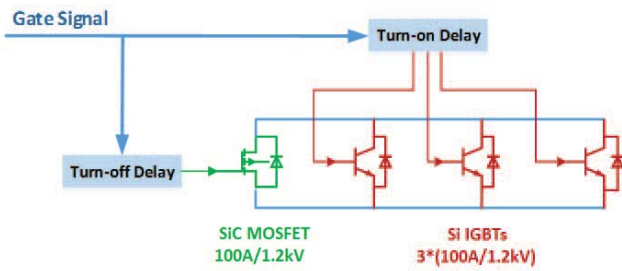 Gate Signal
Turn-on Delay
Turn-off Delay
SiC MOSFET
100A/1.2kV
Si IGBTs
3*(100A/1.2kV)